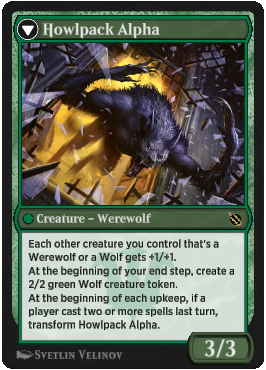 Howlpack Alpha
Creature – Werewolf
Each other creature you control that's a
Werewolf or a Wolf gets +1/+1.
At the beginning of your end step, create a
2/2 green Wolf creature token.
At the beginning of each upkeep, if a
player cast two or more spells last turn,
transform Howlpack Alpha.
Svetlin Velinov
3/3